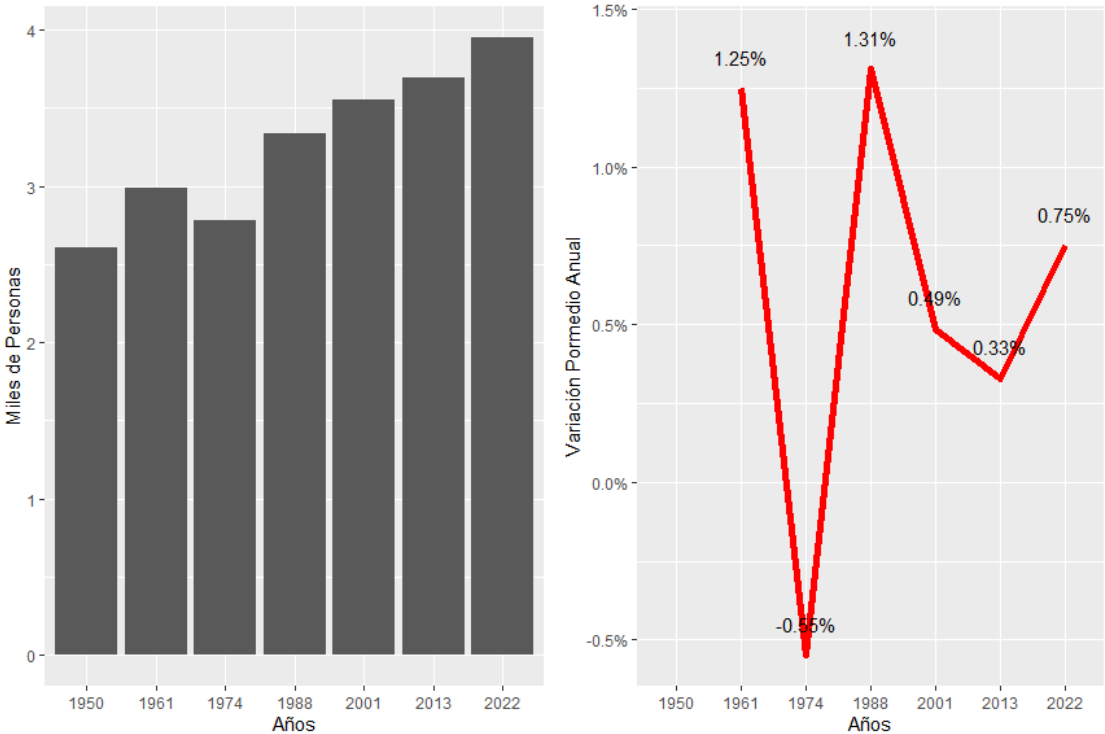 4
3
2
1
0
Miles de Personas
1950 1961 1974 1988 2001 2013 2022
Años
1.5%
1.0%
0.5%
0.0%
-0.5%
Variación Pormedio Anual
1.25%
-0.55%
1.31%
0.49%
0.33%
0.75%
1950 1961 1974 1988 2001 2013 2022
Años